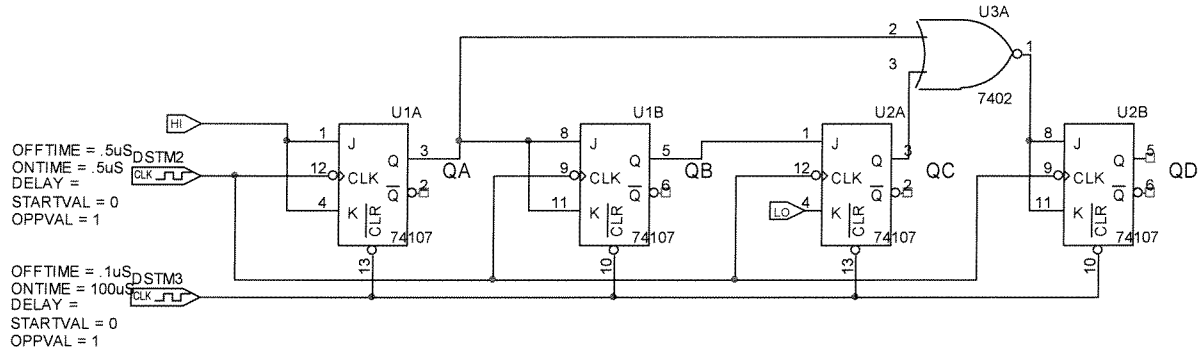 U3A
2
1
3
7402
U1A
U1B
U2A
U2B
HI
1
J
3
Q
QA
8
J
5
Q
QB
1
J
3
Q
QC
8
J
5
Q
QD
OFFTIME = .5uS
DSTM2
ONTIME = .5uS
CLK
DELAY =
STARTVAL = 0
OPPVAL = 1
12
CLK
2
Q
9
CLK
6
Q
12
CLK
2
Q
9
CLK
6
Q
4
K
CLR
74107
11
K
CLR
74107
LO
4
K
CLR
74107
11
K
CLR
74107
13
10
13
10
OFFTIME = .1uS
DSTM3
ONTIME = 100uS
CLK
DELAY =
STARTVAL = 0
OPPVAL = 1